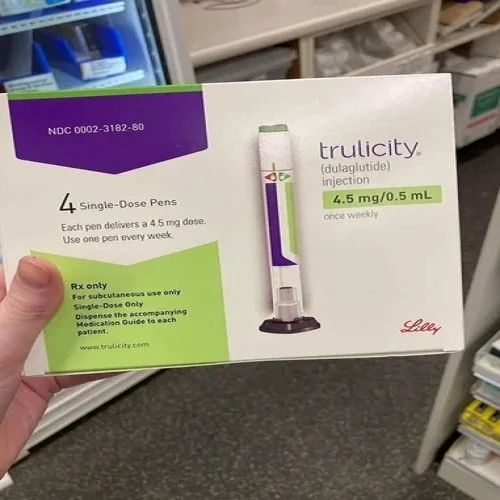 NDC 0002-3182-80
4 Single-Dose Pens
Each pen delivers a 4.5 mg dose.
Use one pen every week.
Rx only
For subcutaneous use only
Single-Dose Only
Dispense the accompanying
Medication Guide to each
patient.
www.trulicity.com
trulicity®
(dulaglutide)
injection
4.5 mg/0.5 mL
once weekly
Lilly